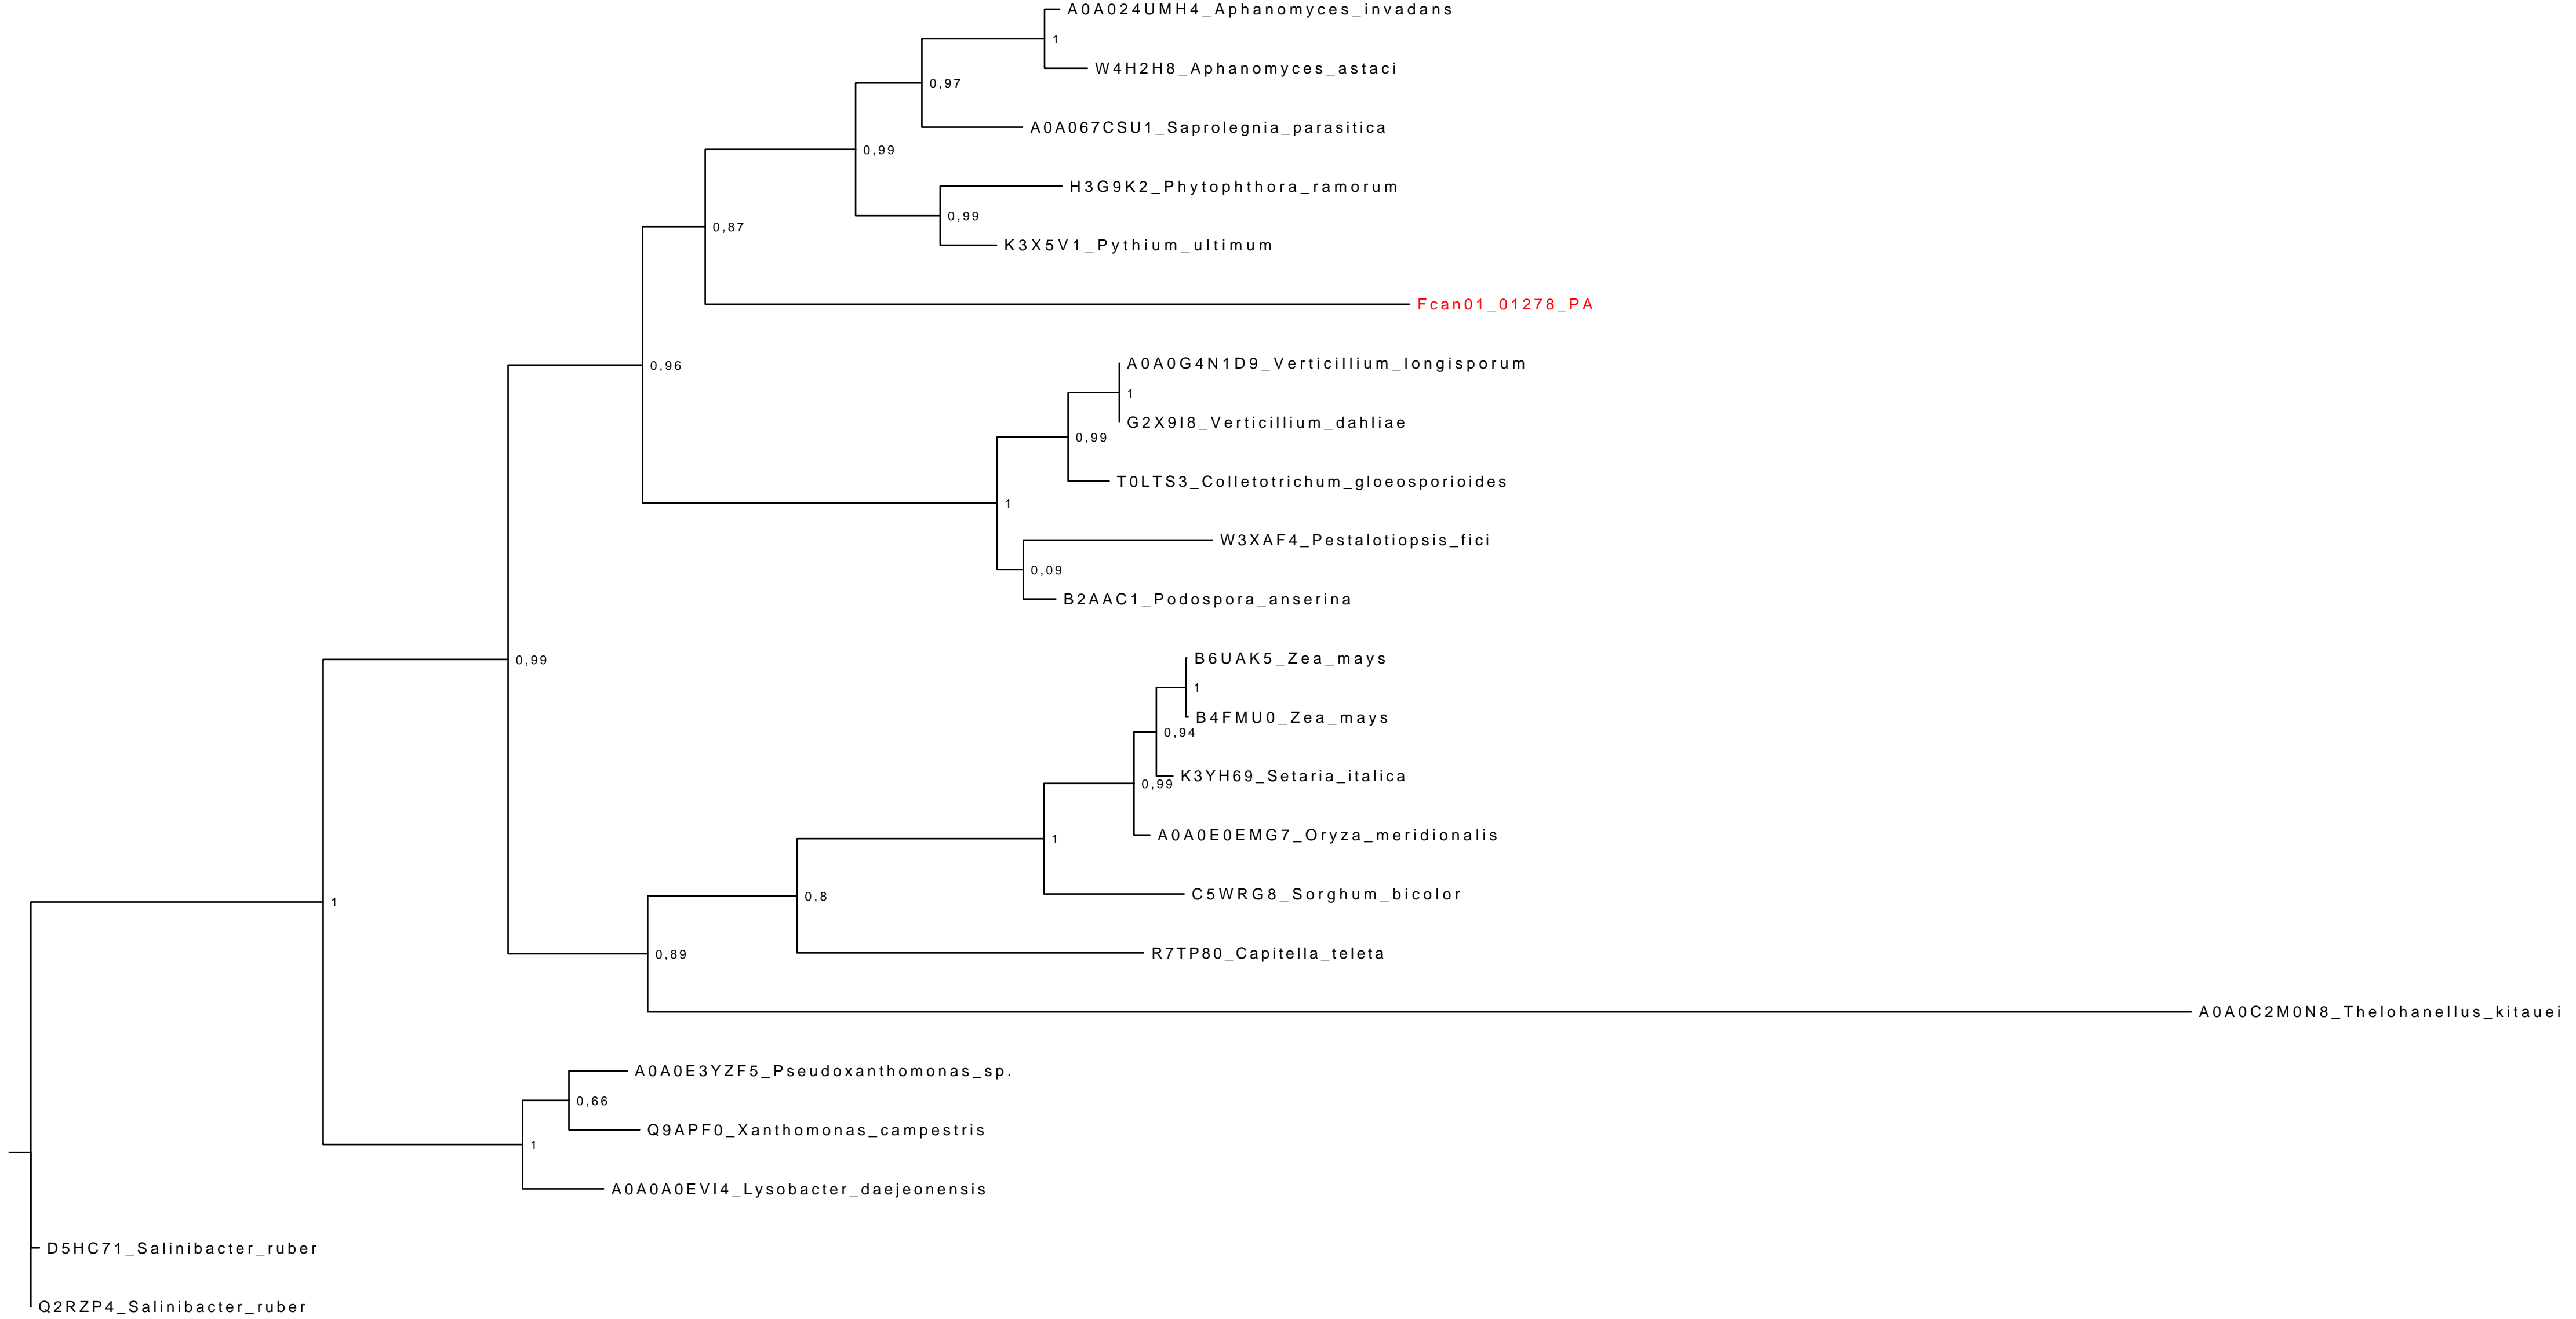 A0A024UMH4_Aphanomyces_invadans
1
W4H2H8_Aphanomyces_astaci
0,97
A0A067CSU1_Saprolegnia_parasitica
0,99
H3G9K2_Phytophthora_ramorum
0,99
0,87
K3X5V1_Pythium_ultimum
Fcan01_01278_PA
A0A0G4N1D9_Verticillium_longisporum
0,96
1
G2X9I8_Verticillium_dahliae
0,99
T0LTS3_Colletotrichum_gloeosporioides
1
W3XAF4_Pestalotiopsis_fici
0,09
B2AAC1_Podospora_anserina
B6UAK5_Zea_mays
0,99
1
B4FMU0_Zea_mays
0,94
K3YH69_Setaria_italica
0,99
A0A0E0EMG7_Oryza_meridionalis
1
C5WRG8_Sorghum_bicolor
0,8
1
R7TP80_Capitella_teleta
0,89
A0A0C2M0N8_Thelohanellus_kitauei
A0A0E3YZF5_Pseudoxanthomonas_sp.
0,66
Q9APF0_Xanthomonas_campestris
1
A0A0A0EVI4_Lysobacter_daejeonensis
D5HC71_Salinibacter_ruber
Q2RZP4_Salinibacter_ruber